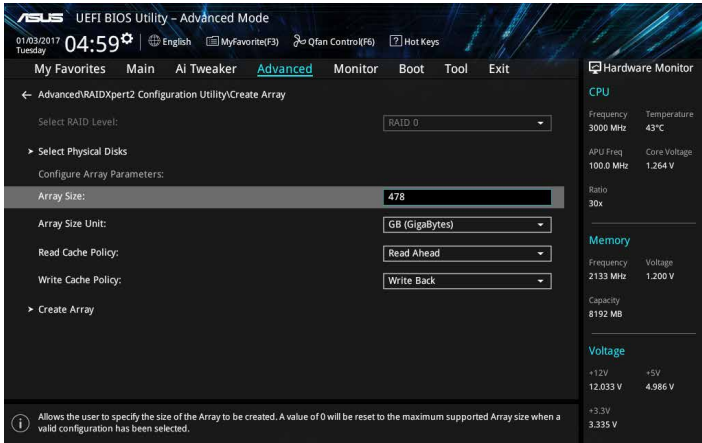 ASUS UEFI BIOS Utility – Advanced Mode
01/03/2017 Tuesday 04:59 English MyFavorite(F3) Qfan Control(F6) ? Hot Keys
My Favorites Main Ai Tweaker Advanced Monitor Boot Tool Exit
← Advanced\RAIDXpert2 Configuration Utility\Create Array
Select RAID Level: RAID 0
> Select Physical Disks
Configure Array Parameters:
Array Size: 478
Array Size Unit: GB (GigaBytes)
Read Cache Policy: Read Ahead
Write Cache Policy: Write Back
> Create Array
Allows the user to specify the size of the Array to be created. A value of 0 will be reset to the maximum supported Array size when a
valid configuration has been selected.
Hardware Monitor
CPU
Frequency Temperature
3000 MHz 43°C
APU Freq Core Voltage
100.0 MHz 1.264 V
Ratio
30x
Memory
Frequency Voltage
2133 MHz 1.200 V
Capacity
8192 MB
Voltage
+12V +5V
12.033 V 4.986 V
+3.3V
3.335 V